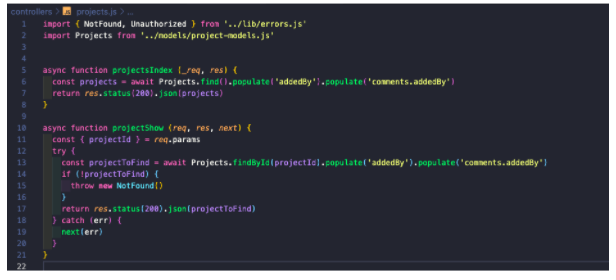 controllers > projects.js > ...
1 import { NotFound, Unauthorized } from '../lib/errors.js'
2 import Projects from '../models/project-models.js'
3
4
5 async function projectsIndex (_req, res) {
6 const projects = await Projects.find().populate('addedBy').populate('comments.addedBy')
7 return res.status(200).json(projects)
8 }
9
10 async function projectShow (req, res, next) {
11 const { projectId } = req.params
12 try {
13 const projectToFind = await Projects.findById(projectId).populate('addedBy').populate('comments.addedBy')
14 if (!projectToFind) {
15 throw new NotFound()
16 }
17 return res.status(200).json(projectToFind)
18 } catch (err) {
19 next(err)
20 }
21 }
22